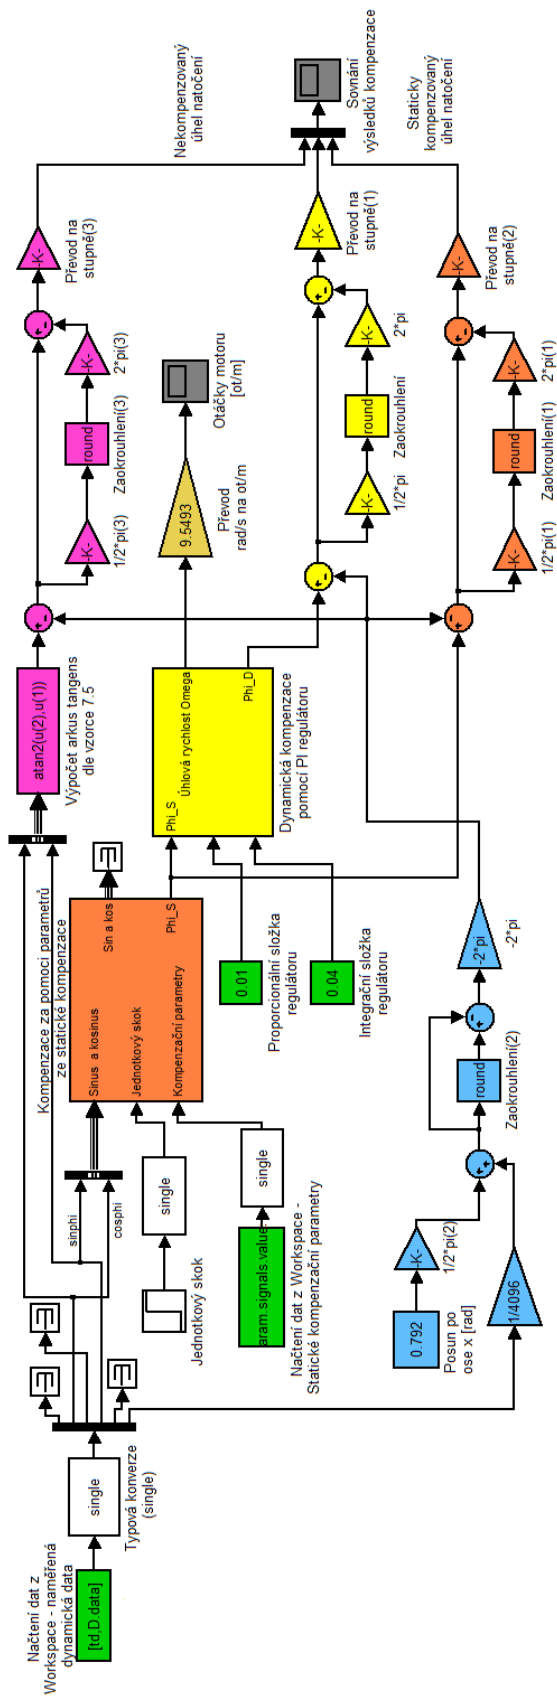 Načtení dat z
Workspace - naměřená
dynamická data
[td,D.data]
single
Typová konverze
(single)
sinphi
cosphi
Jednotkový skok
single
aram.signals.value
single
Načtení dat z Workspace -
Statické kompenzační parametry
Kompenzace za pomoci parametrů
ze statické kompenzace
Sinus a kosinus
Jednotkový skok
Kompenzační parametry
Sin a kos
Phi_S
atan2(u(2),u(1))
Výpočet arkus tangens
dle vzorce 7.5
0.01
Proporcionální složka
regulátoru
0.04
Integrační složka
regulátoru
Phi_S
Úhlová rychlost Omega
Phi_D
Dynamická kompenzace
pomocí PI regulátoru
0.792
Posun po
ose x [rad]
-K-
1/2*pi(2)
1/4096
round
Zaokrouhlení(2)
-2*pi
-2*pi
-K-
1/2*pi(3)
round
Zaokrouhlení(3)
-K-
2*pi(3)
-K-
Převod na
stupně(3)
9.5493
Převod
rad/s na ot/m
Otáčky motoru
[ot/m]
-K-
1/2*pi
round
Zaokrouhlení
-K-
2*pi
-K-
Převod na
stupně(1)
-K-
1/2*pi(1)
round
Zaokrouhlení(1)
-K-
2*pi(1)
-K-
Převod na
stupně(2)
Nekompenzovaný
úhel natočení
Sovnání
výsledků kompenzace
Staticky
kompenzovaný
úhel natočení